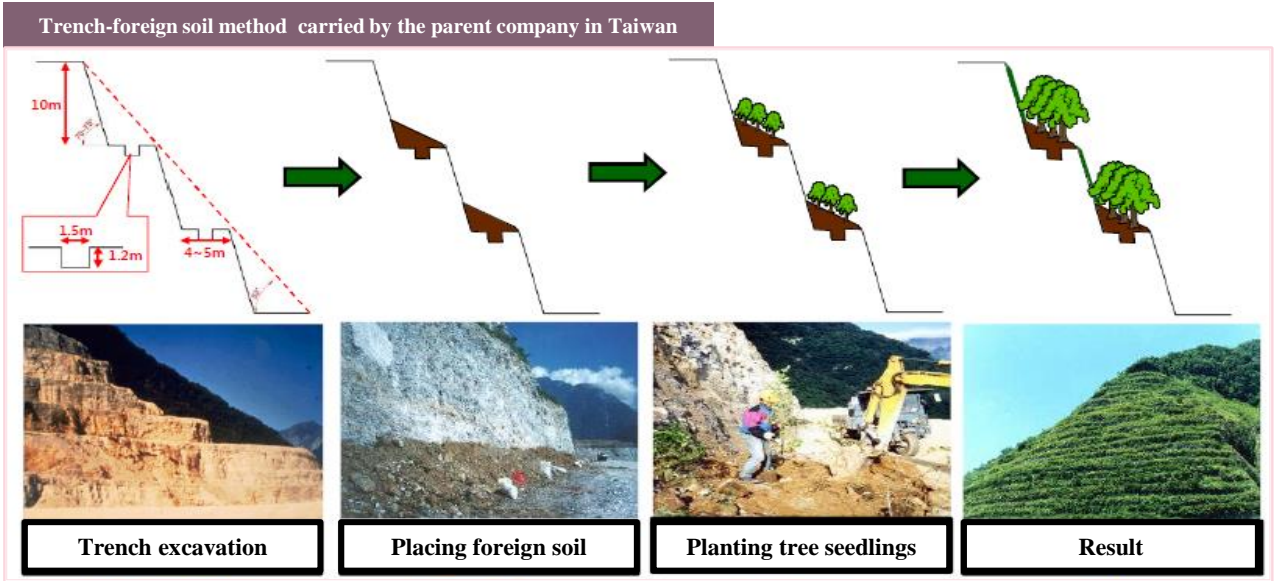 Trench-foreign soil method carried by the parent company in Taiwan
10m
1.5m
1.2m
4~5m
Trench excavation
Placing foreign soil
Planting tree seedlings
Result